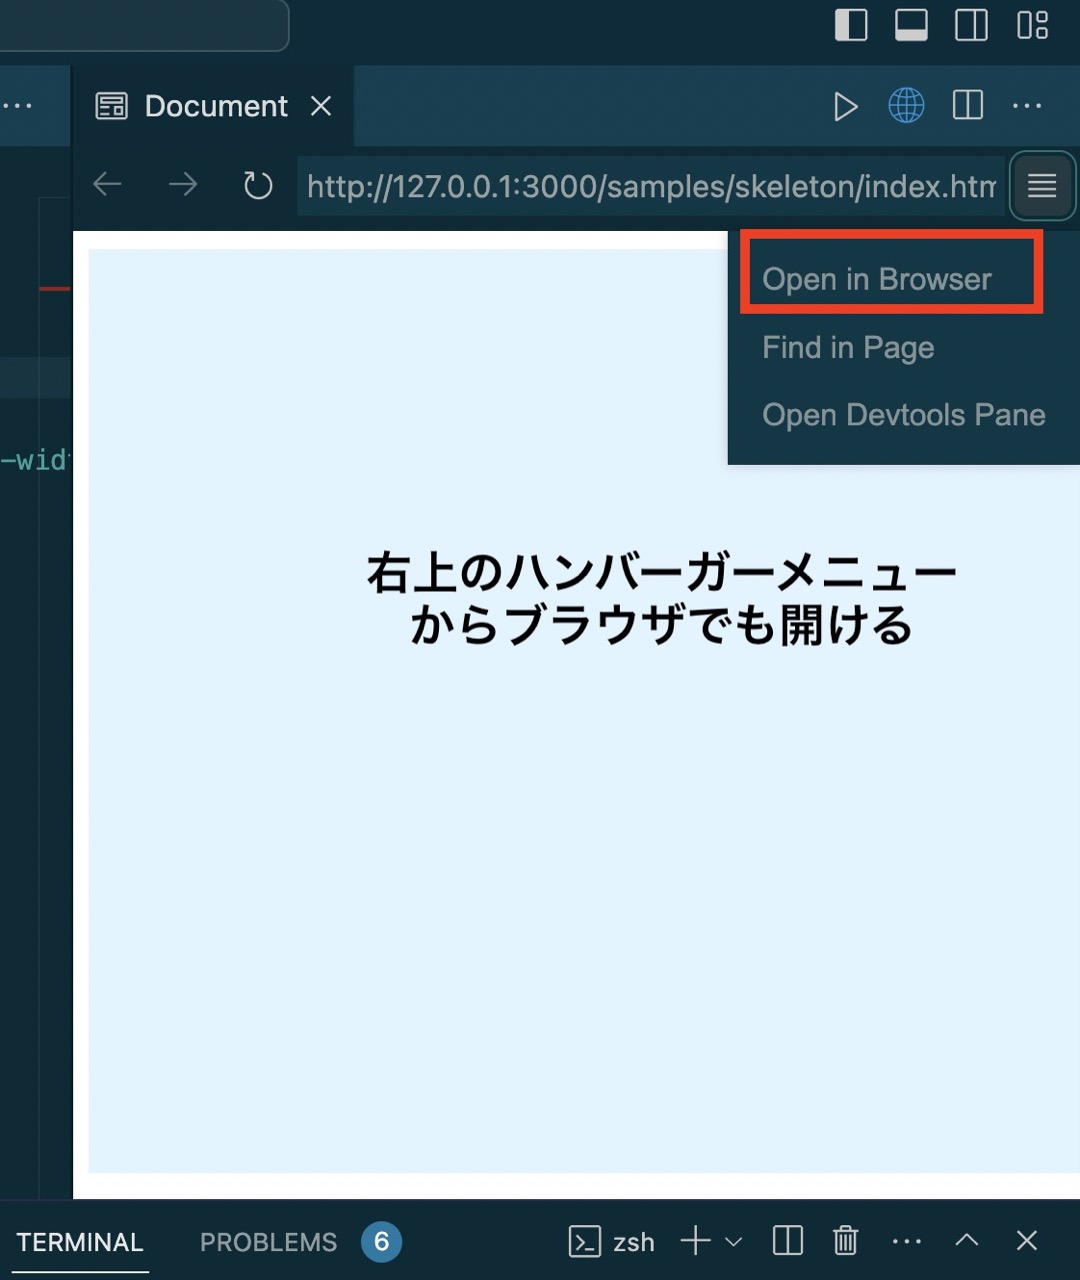 Document
http://127.0.0.1:3000/samples/skeleton/index.htm
Open in Browser
Find in Page
Open Devtools Pane
右上のハンバーガーメニュー
からブラウザでも開ける
TERMINAL
PROBLEMS 6
zsh